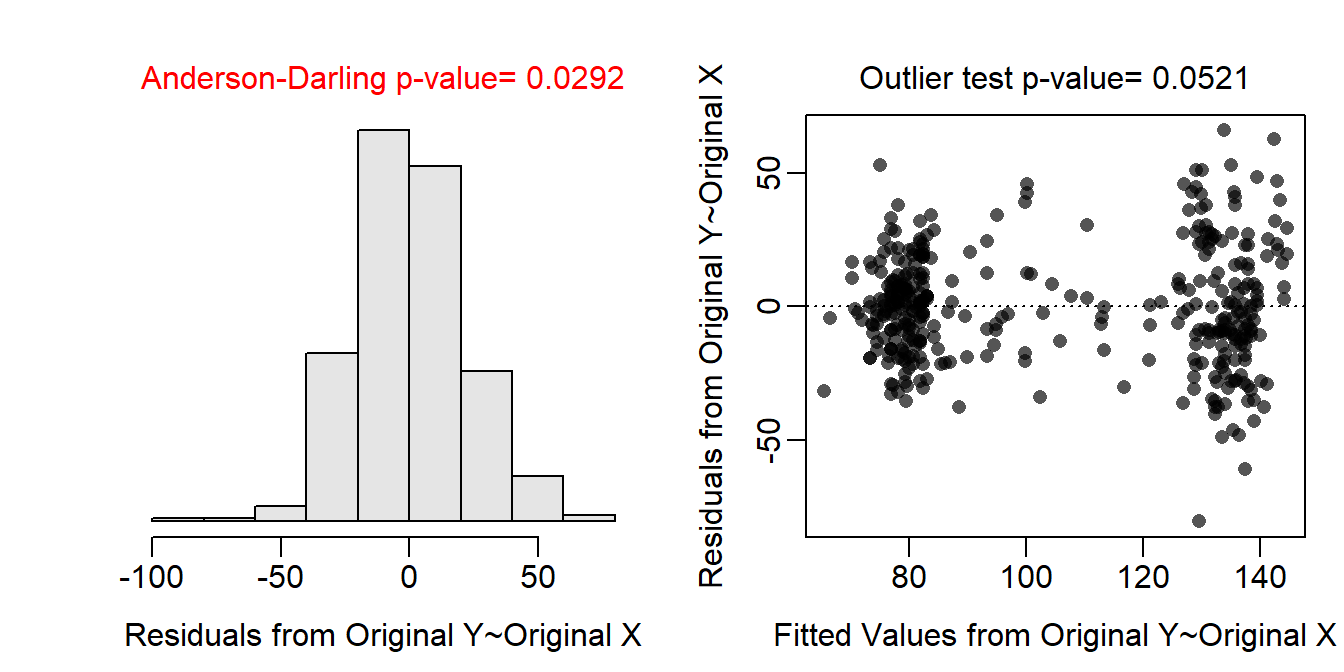 Anderson-Darling p-value= 0.0292
-100 -50 0 50
Residuals from Original Y~Original X
Outlier test p-value= 0.0521
Residuals from Original Y~Original X
50
0
-50
80 100 120 140
Fitted Values from Original Y~Original X